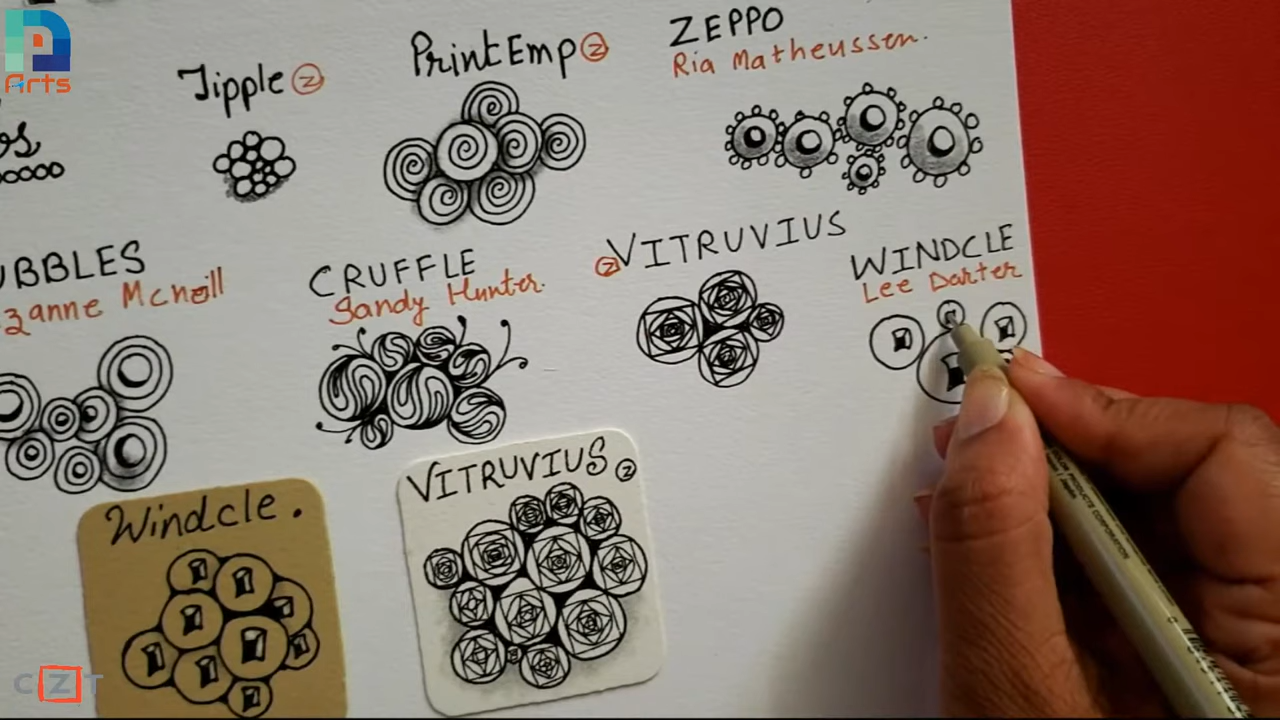 Arts
Tipple Z
PrintEmp Z
ZEPPO
Ria Matheussen.
CRUFFLE
Sandy Hunter.
Z VITRUVIUS
WINDCLE
Lee Darter
UBBLES
zanne Mcneill
Windcle.
VITRUVIUS Z
CZT